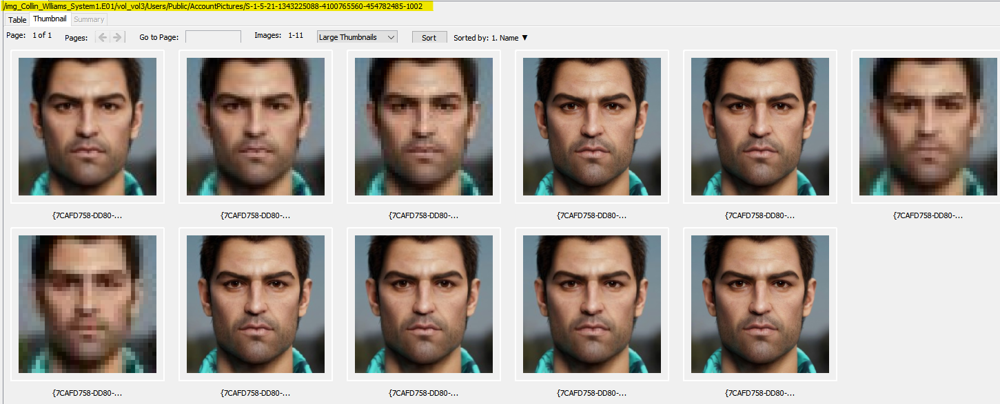 /img_Collin_Wlliams_System1.E01/vol_vol3/Users/Public/AccountPictures/S-1-5-21-1343225088-4100765560-454782485-1002
Table Thumbnail Summary
Page: 1 of 1 Pages: Go to Page: Images: 1-11 Large Thumbnails Sort Sorted by: 1. Name ▼
{7CAFD758-DD80-... {7CAFD758-DD80-... {7CAFD758-DD80-... {7CAFD758-DD80-... {7CAFD758-DD80-... {7CAFD758-DD80-...
{7CAFD758-DD80-... {7CAFD758-DD80-... {7CAFD758-DD80-... {7CAFD758-DD80-... {7CAFD758-DD80-...